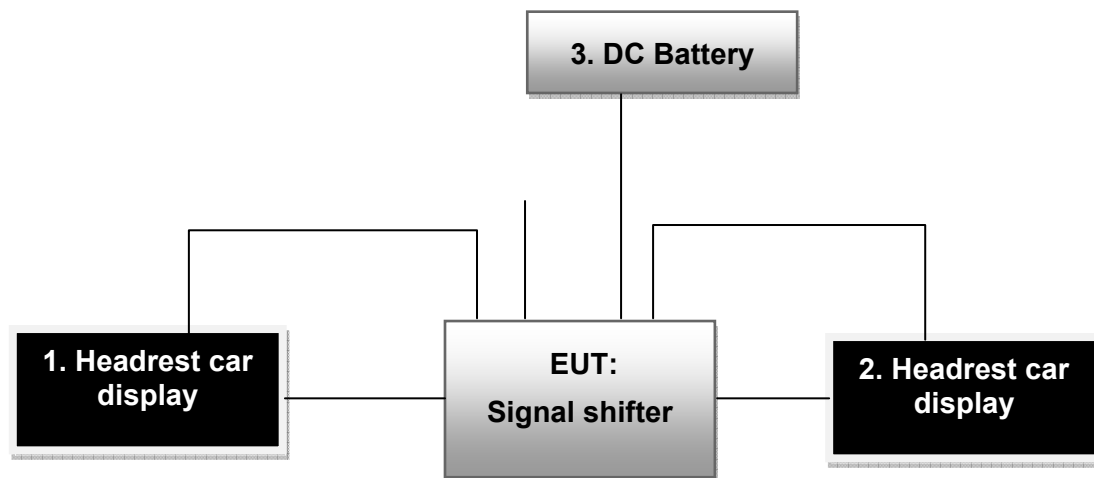 3. DC Battery
1. Headrest car
display
EUT:
Signal shifter
2. Headrest car
display